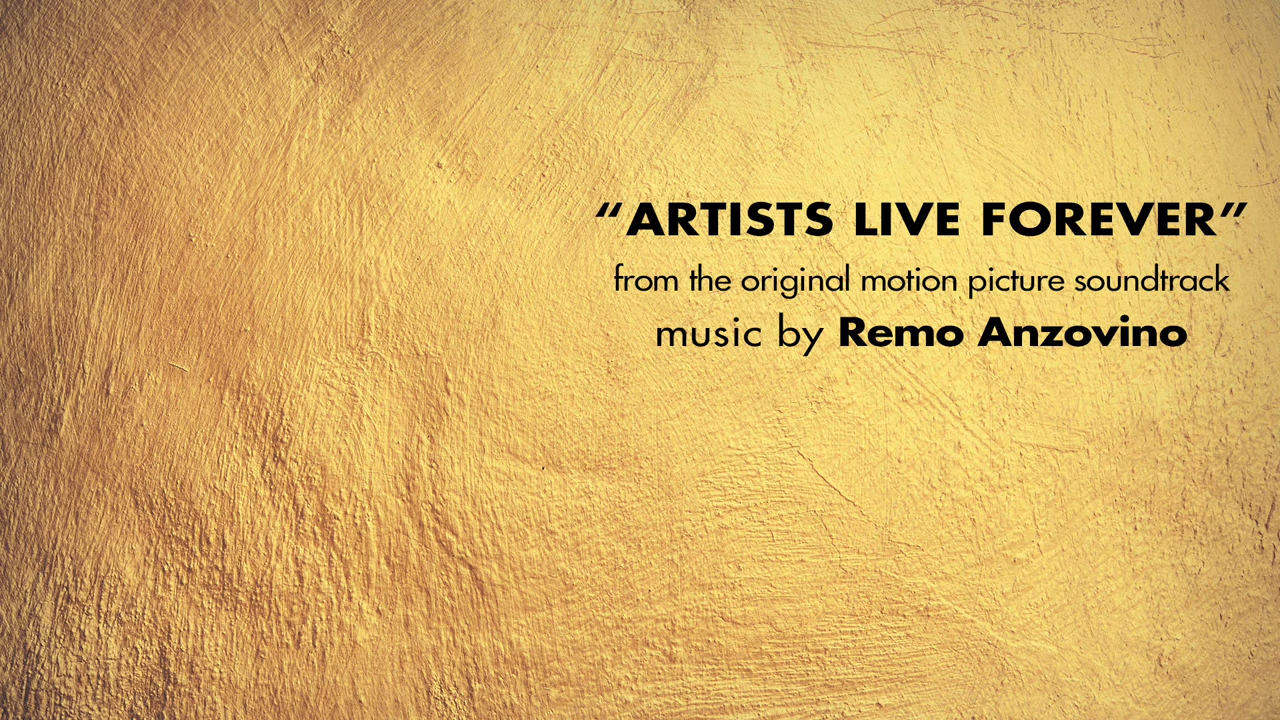 “ARTISTS LIVE FOREVER”
from the original motion picture soundtrack
music by Remo Anzovino